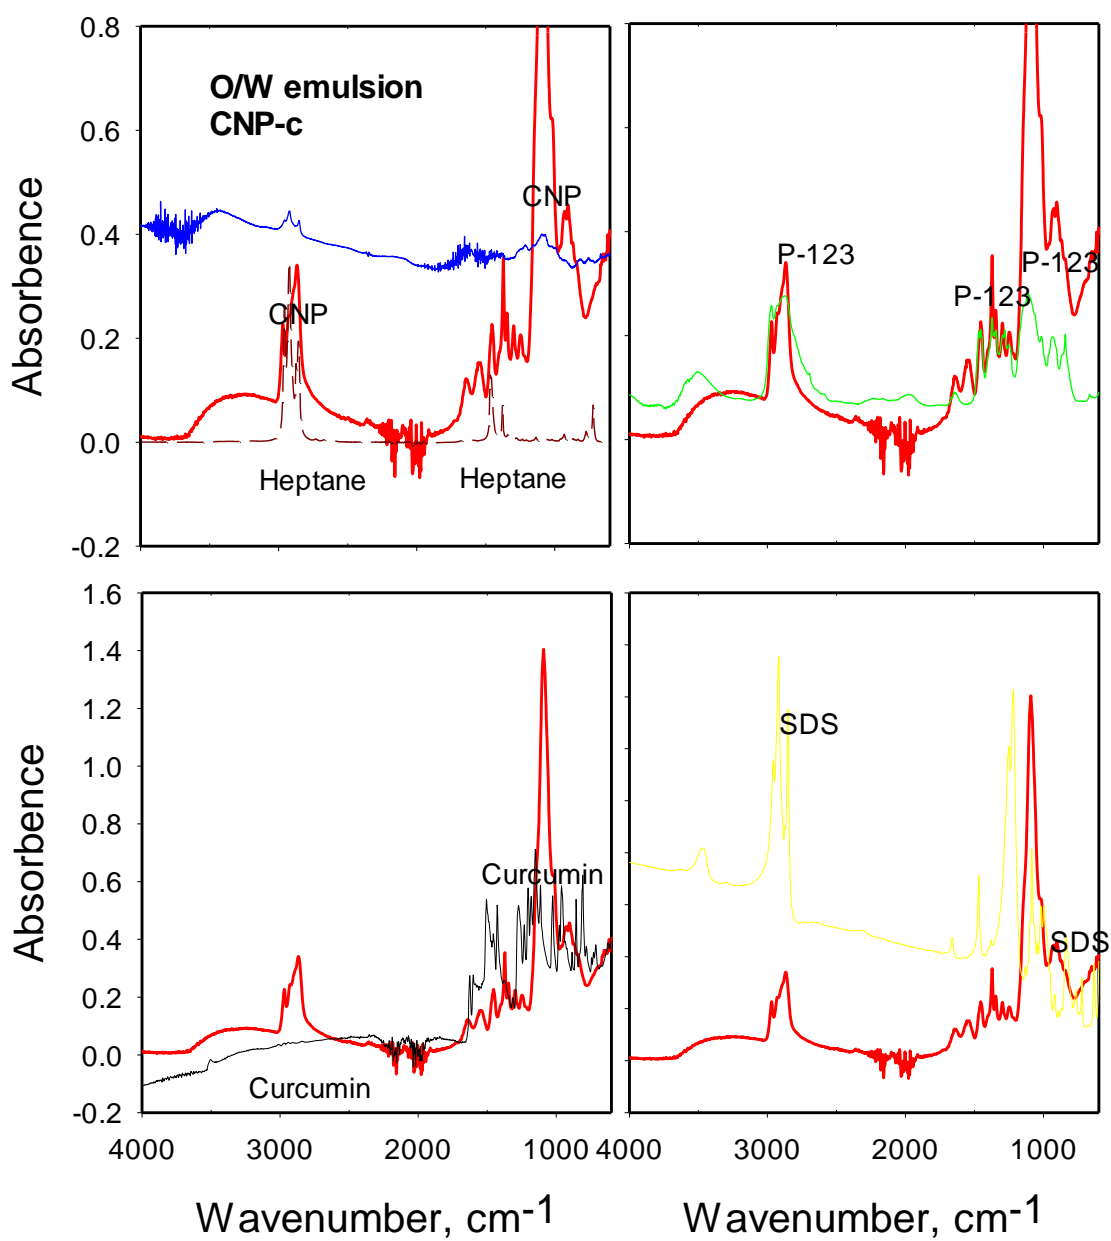 0.8
0.6
0.4
0.2
0.0
-0.2
Absorbence
O/W emulsion
CNP-c
CNP
CNP
Heptane
Heptane
P-123
P-123
P-123
1.6
1.4
1.2
1.0
0.8
0.6
0.4
0.2
0.0
-0.2
Absorbence
Curcumin
Curcumin
4000
3000
2000
1000
Wavenumber, cm-1
SDS
SDS
3000
2000
1000
Wavenumber, cm-1